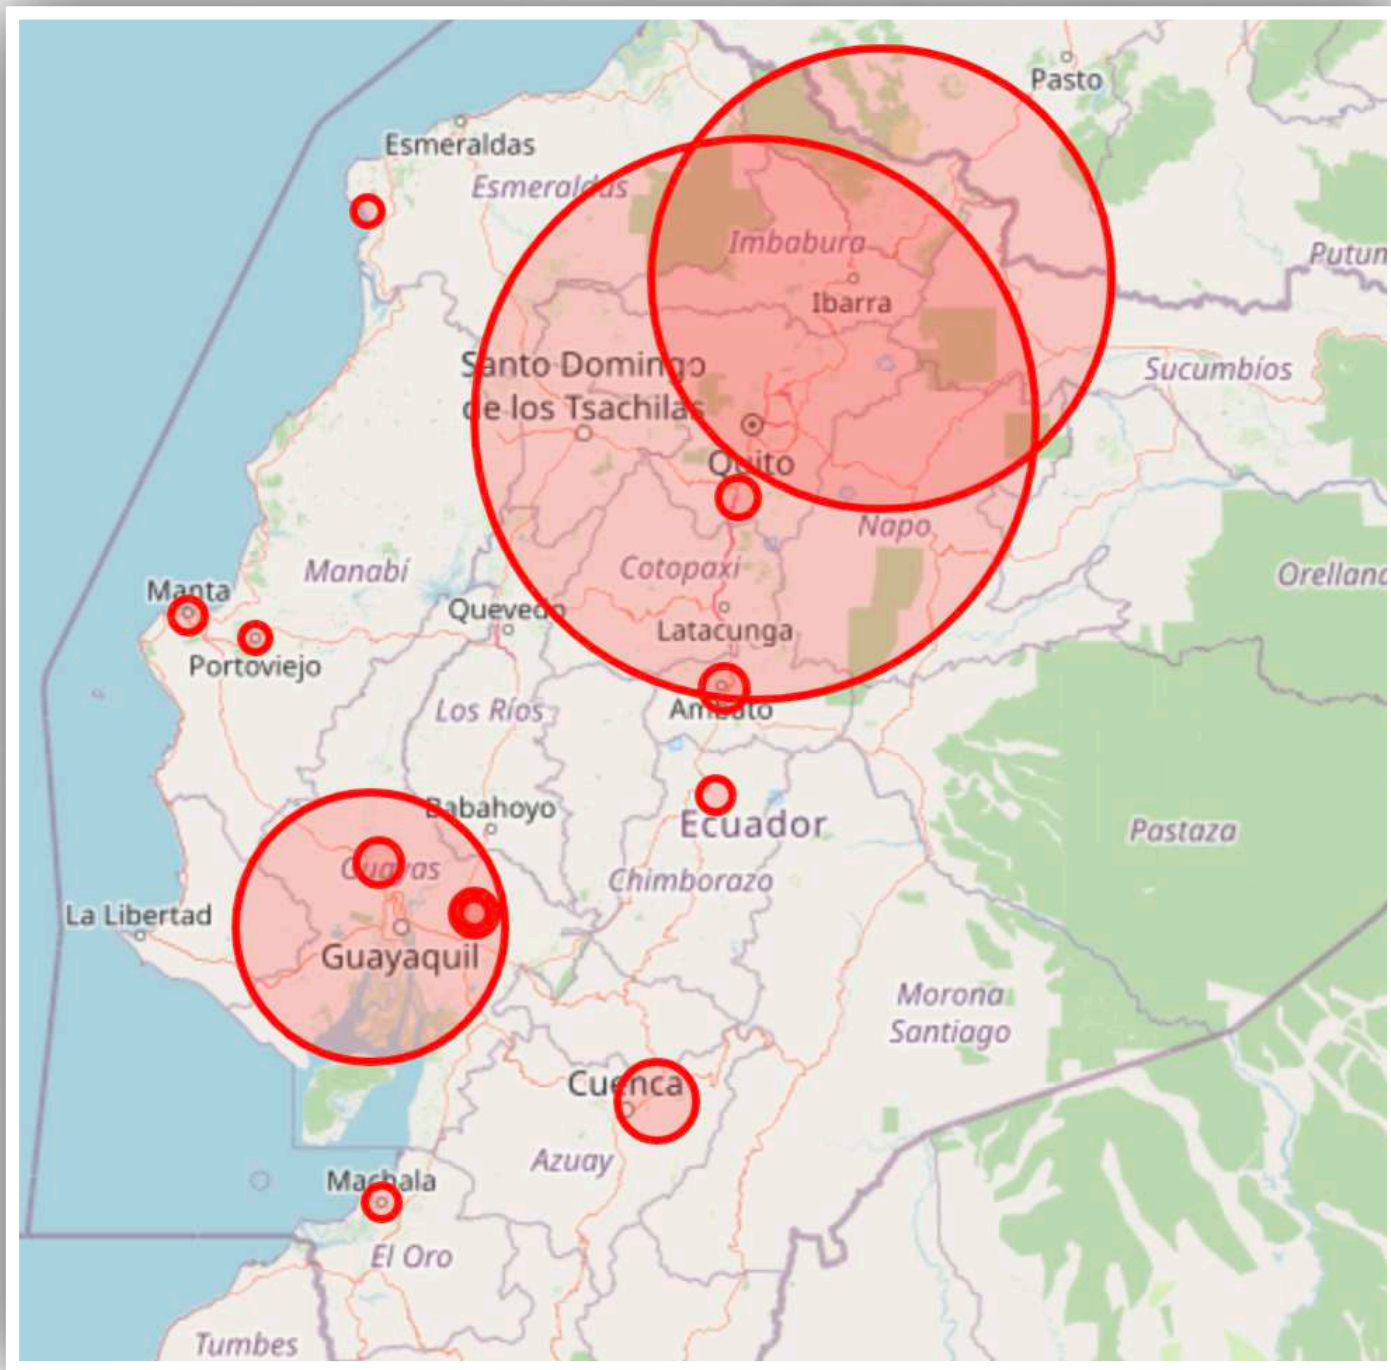 Pasto
Esmeraldas
Esmeraldas
Imbabura
Putun
Ibarra
Santo Domingo
de los Tsachilas
Sucumbíos
Quito
Napo
Manabí
Cotopaxi
Orellana
Manta
Quevedo
Latacunga
Portoviejo
Los Ríos
Ambato
Babahoyo
Ecuador
Pastaza
Guayas
Chimborazo
La Libertad
Guayaquil
Morona
Santiago
Cuenca
Azuay
Machala
El Oro
Tumbes